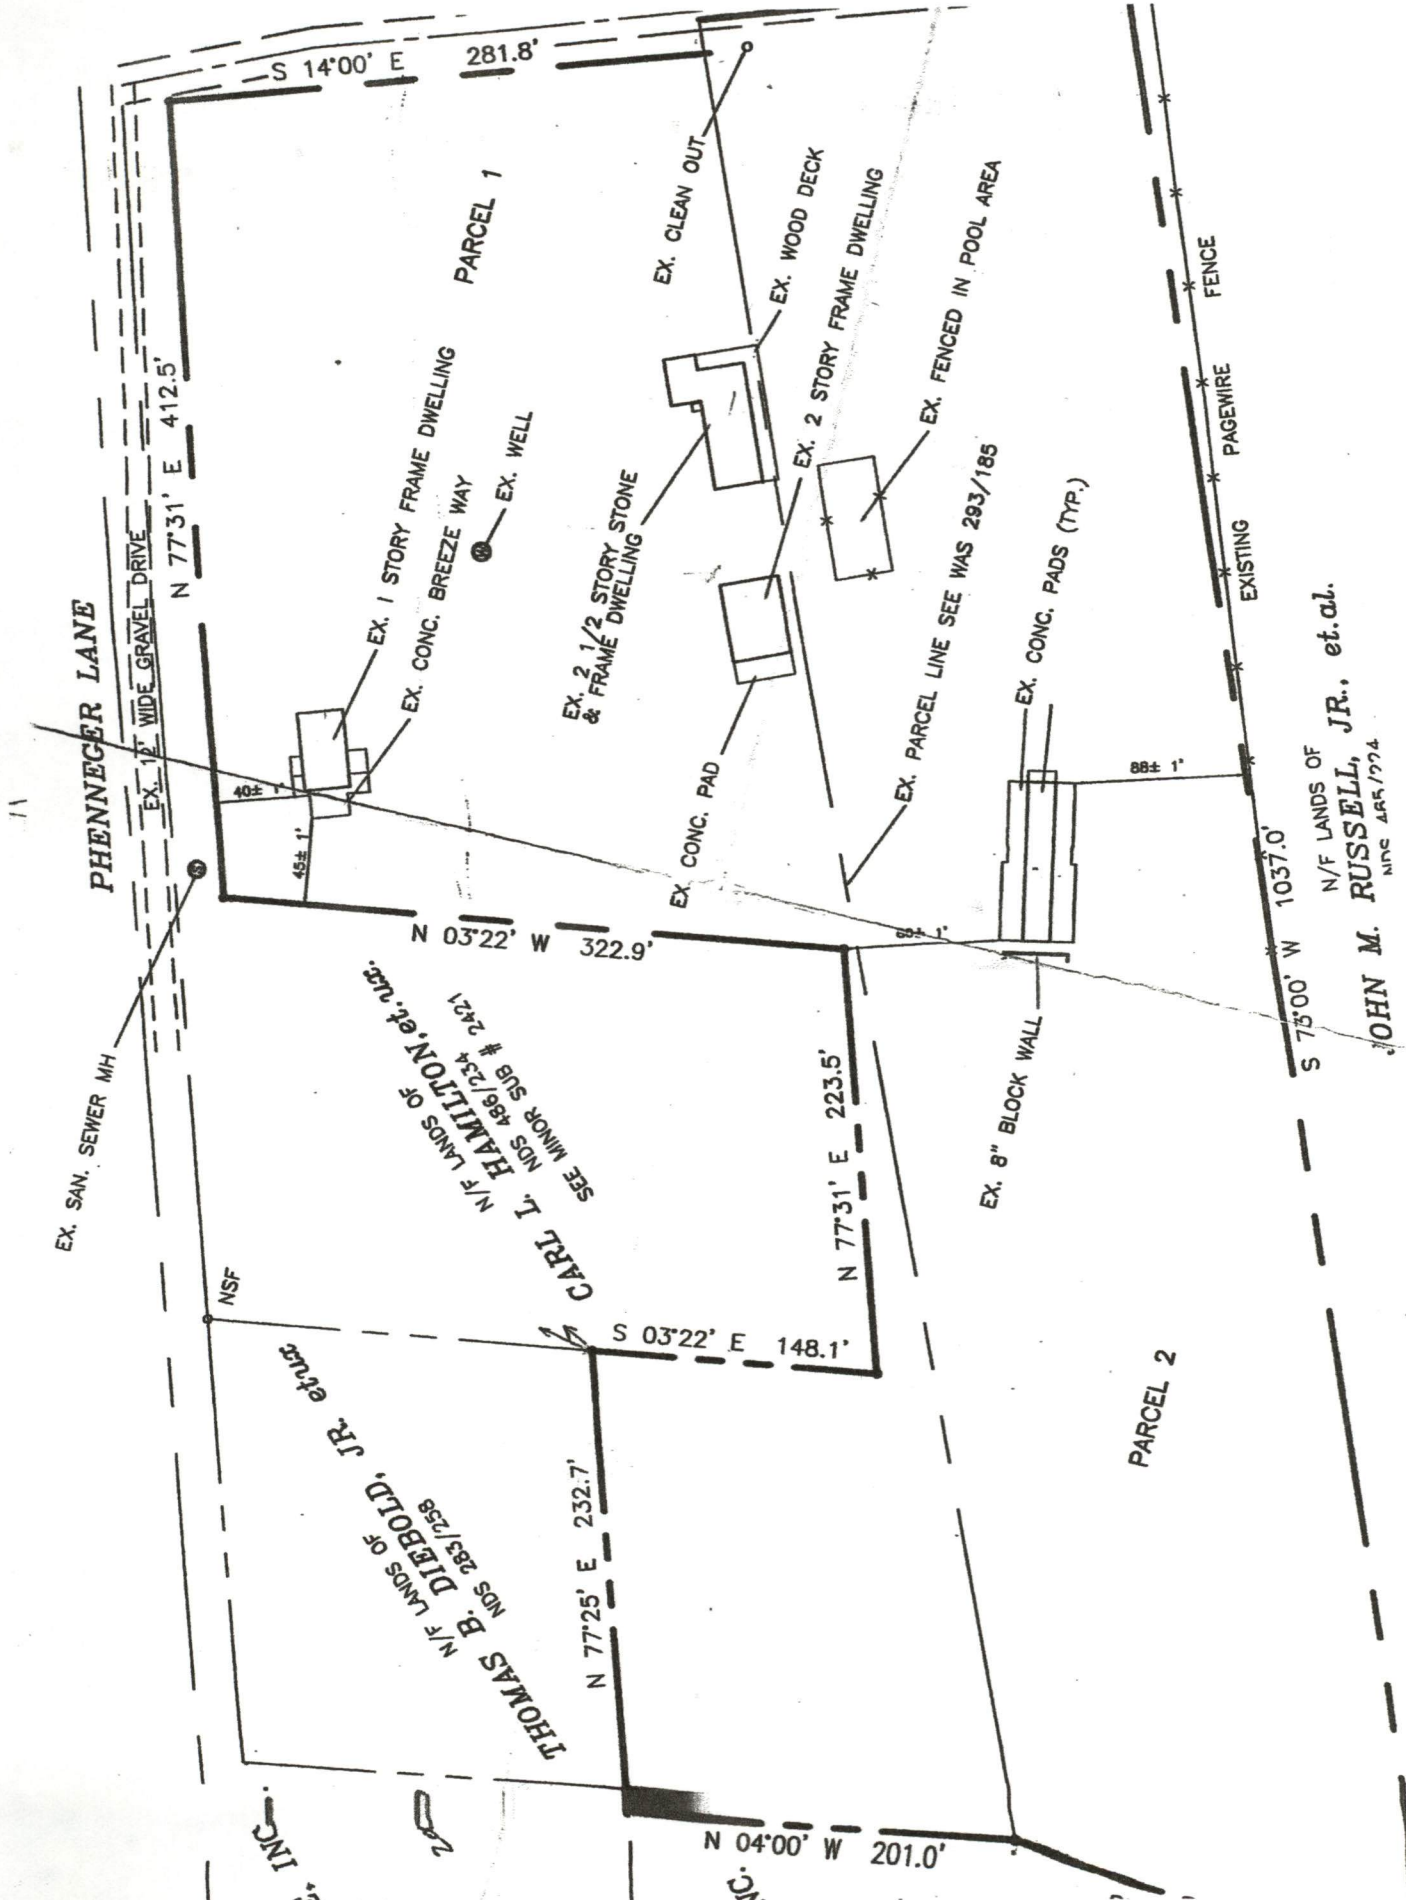 S 14°00' E 281.8'
PARCEL 1
N 77°31' E 412.5'
PHENNEGER LANE
EX. 12' WIDE GRAVEL DRIVE
EX. 1 STORY FRAME DWELLING
EX. CONC. BREEZE WAY
EX. WELL
W
EX. CLEAN OUT
EX. WOOD DECK
EX. 2 STORY FRAME DWELLING
EX. FENCED IN POOL AREA
EX. 2 1/2 STORY STONE
& FRAME DWELLING
EX. CONC. PAD
EX. PARCEL LINE SEE WAS 293/185
EX. CONC. PADS (TYP.)
EXISTING PAGEWIRE FENCE
40± 1'
45± 1'
88± 1'
N 03°22' W 322.9'
EX. SAN. SEWER MH
N/F LANDS OF
CARL L. HAMILTON, et. ux.
NDS 486/234
SEE MINOR SUB # 2421
N 77°31' E 223.5'
EX. 8" BLOCK WALL
S 73°00' W 1037.0'
N/F LANDS OF
JOHN M. RUSSELL, JR., et.al.
NSF
S 03°22' E 148.1'
N/F LANDS OF
THOMAS B. DIEBOLD, JR. etux
NDS 283/258
N 77°25' E 232.7'
PARCEL 2
N 04°00' W 201.0'
INC.